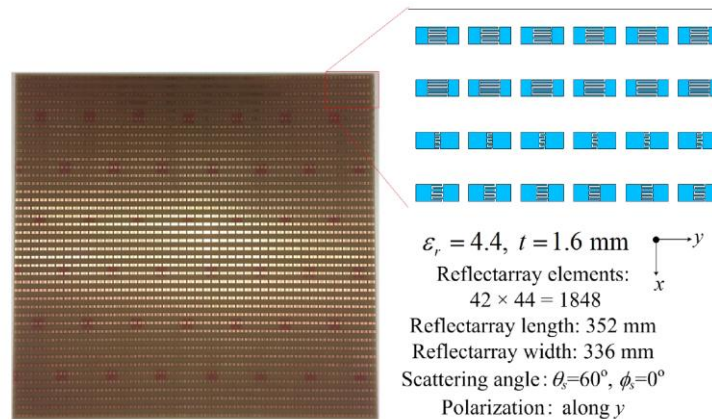 εᵣ = 4.4, t = 1.6 mm
y
x
Reflectarray elements:
42 × 44 = 1848
Reflectarray length: 352 mm
Reflectarray width: 336 mm
Scattering angle: θₛ=60°, ϕₛ=0°
Polarization: along y